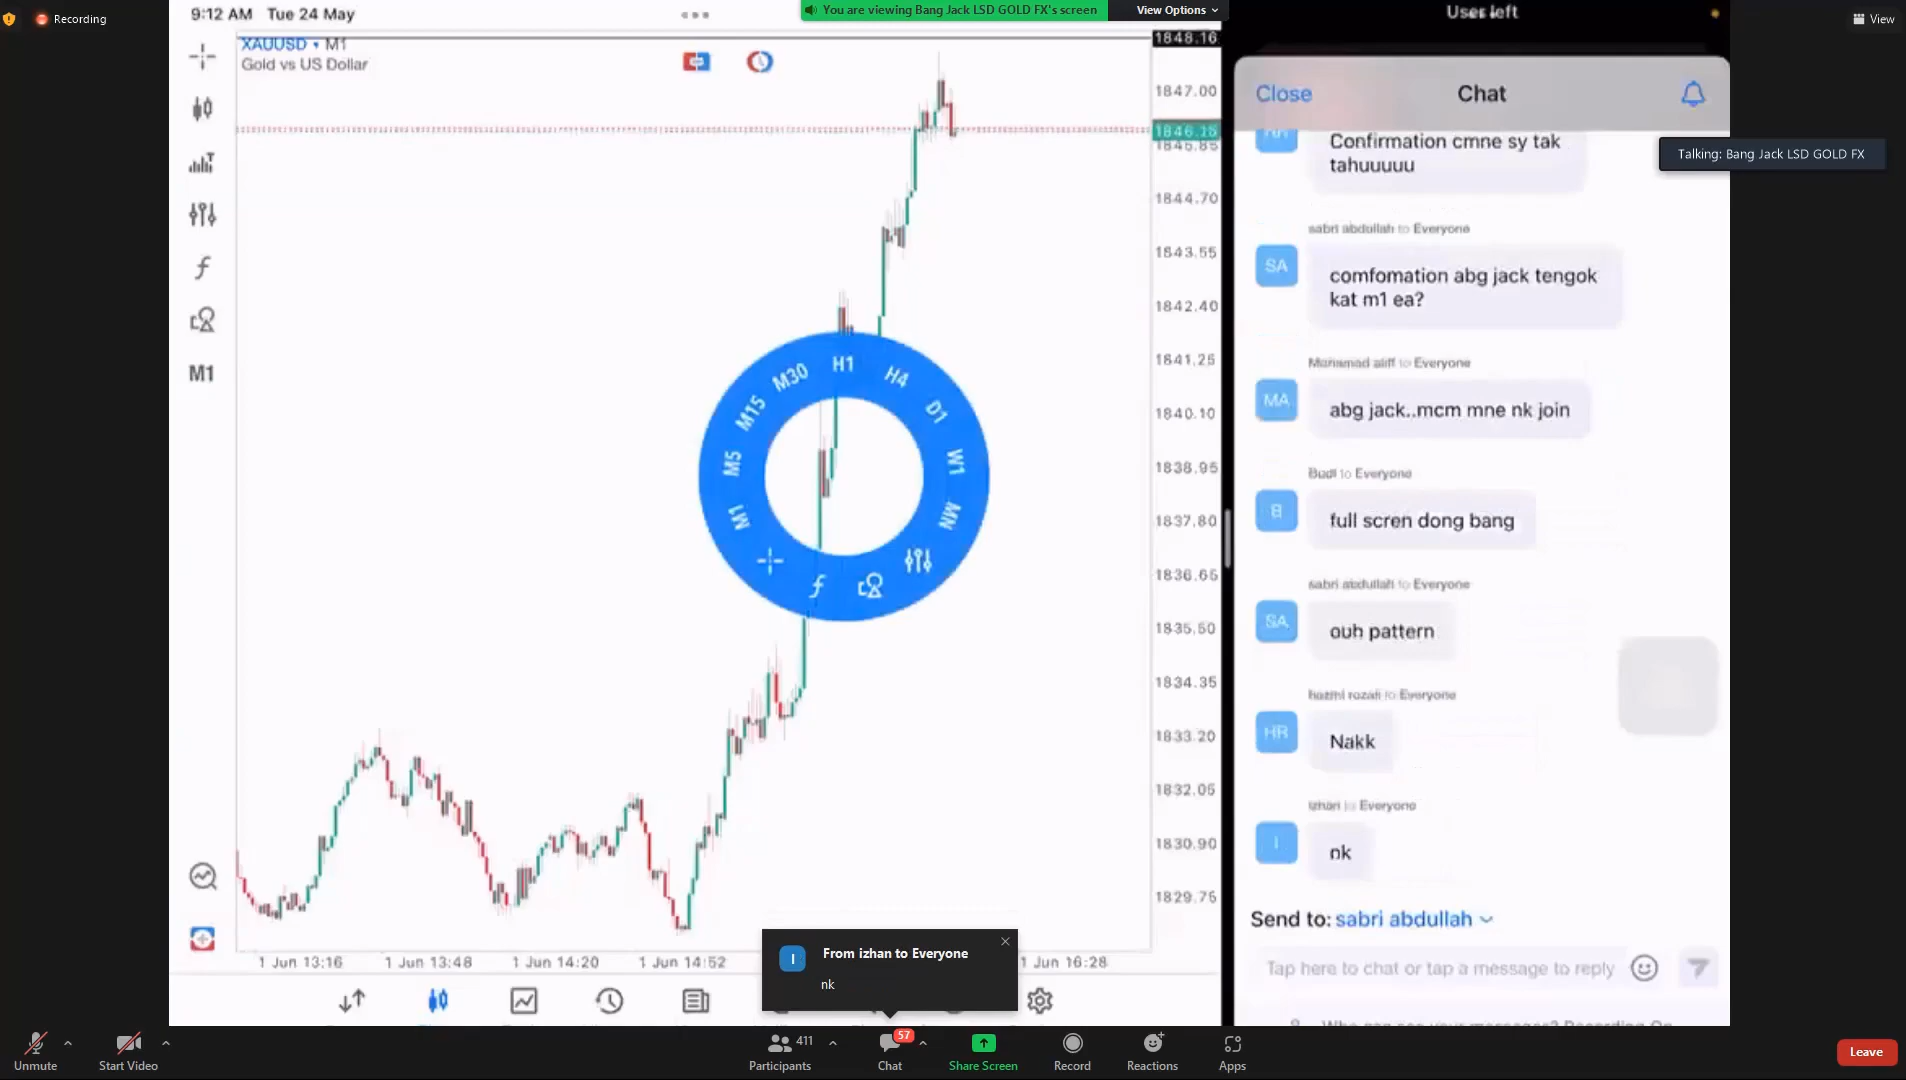 Recording
9:12 AM Tue 24 May
You are viewing Bang Jack LSD GOLD FX's screen
View Options
User left
View
XAUUSD • M1
Gold vs US Dollar
M1
1848.16
1847.00
1846.15
1845.85
1844.70
1843.55
1842.40
1841.25
1840.10
1838.95
1837.80
1836.65
1835.50
1834.35
1833.20
1832.05
1830.90
1829.75
M1
M5
M15
M30
H1
H4
D1
W1
MN
1 Jun 13:16
1 Jun 13:48
1 Jun 14:20
1 Jun 14:52
1 Jun 16:28
Close
Chat
Talking: Bang Jack LSD GOLD FX
Confirmation cmne sy tak
tahuuuuu
sabri abdullah to Everyone
SA
comfomation abg jack tengok
kat m1 ea?
aliff to Everyone
MA
abg jack..mcm mne nk join
Budi to Everyone
B
full scren dong bang
sabri abdullah to Everyone
SA
ouh pattern
hazmi rozali to Everyone
HR
Nakk
izhan to Everyone
I
nk
Send to: sabri abdullah
Tap here to chat or tap a message to reply
Who can see your messages? Recording On
I
From izhan to Everyone
nk
Unmute
Start Video
411
Participants
57
Chat
Share Screen
Record
Reactions
Apps
Leave